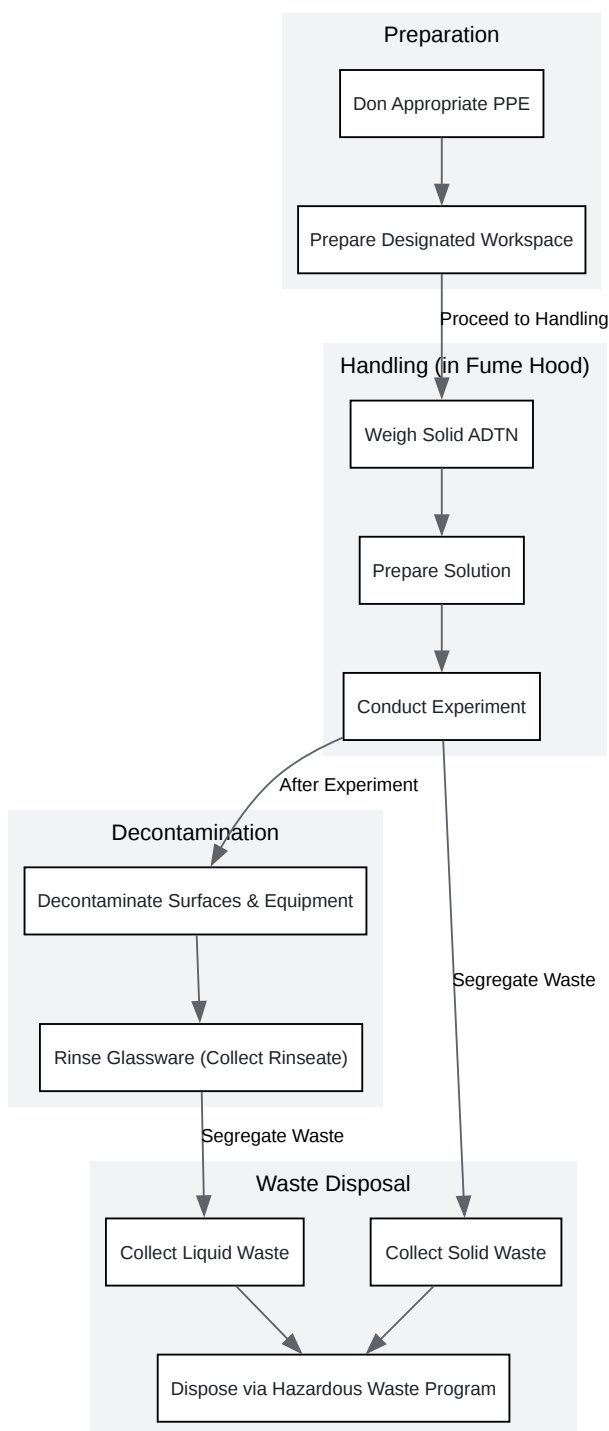 Preparation
Don Appropriate PPE
Prepare Designated Workspace
Proceed to Handling
Handling (in Fume Hood)
Weigh Solid ADTN
Prepare Solution
Conduct Experiment
After Experiment
Decontamination
Decontaminate Surfaces & Equipment
Segregate Waste
Rinse Glassware (Collect Rinseate)
Segregate Waste
Waste Disposal
Collect Liquid Waste
Collect Solid Waste
Dispose via Hazardous Waste Program